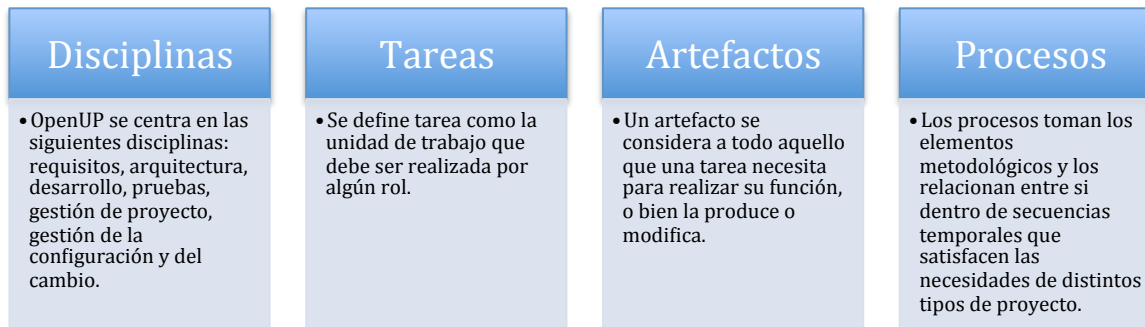 Disciplinas
• OpenUP se centra en las
siguientes disciplinas:
requisitos, arquitectura,
desarrollo, pruebas,
gestión de proyecto,
gestión de la
configuración y del
cambio.
Tareas
• Se define tarea como la
unidad de trabajo que
debe ser realizada por
algún rol.
Artefactos
• Un artefacto se
considera a todo aquello
que una tarea necesita
para realizar su función,
o bien la produce o
modifica.
Procesos
• Los procesos toman los
elementos
metodológicos y los
relacionan entre si
dentro de secuencias
temporales que
satisfacen las
necesidades de distintos
tipos de proyecto.